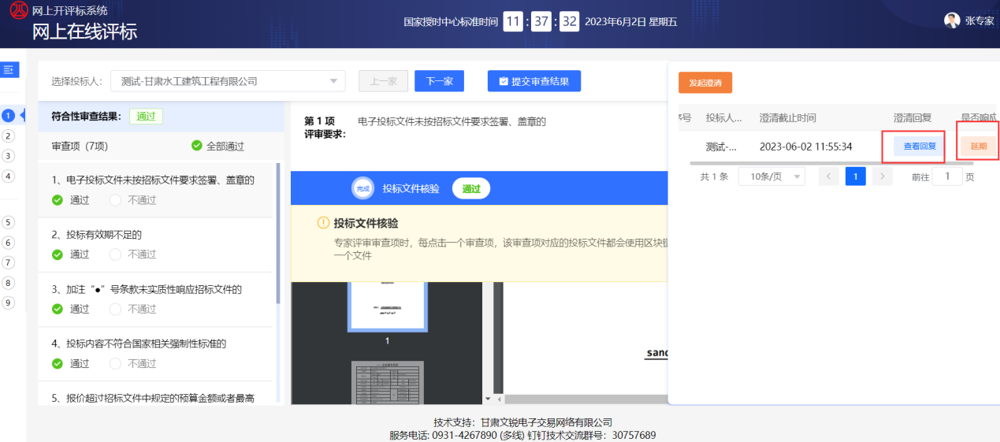 网上开评标系统
网上在线评标
国家授时中心标准时间 11 : 37 : 32 2023年6月2日 星期五
张专家
选择投标人: 测试-甘肃水工建筑工程有限公司 上一家 下一家 提交审查结果
符合性审查结果: 通过
审查项 (7项) 全部通过
1、电子投标文件未按招标文件要求签署、盖章的
通过 不通过
2、投标有效期不足的
通过 不通过
3、加注“●”号条款未实质性响应招标文件的
通过 不通过
4、投标内容不符合国家相关强制性标准的
通过 不通过
5、报价超过招标文件中规定的预算金额或者最高
1
2
3
4
5
6
7
8
9
第 1 项 电子投标文件未按招标文件要求签署、盖章的
评审要求:
完成 投标文件核验 通过
投标文件核验
专家评审审查项时，每点击一个审查项，该审查项对应的投标文件都会使用区块链
一个文件
1
sand
发起澄清
序号 投标人... 澄清截止时间 澄清回复 是否响应
测试-... 2023-06-02 11:55:34 查看回复 延期
共 1 条 10条/页 < 1 > 前往 1 页
技术支持: 甘肃文锐电子交易网络有限公司
服务电话: 0931-4267890 (多线) 钉钉技术交流群号: 30757689